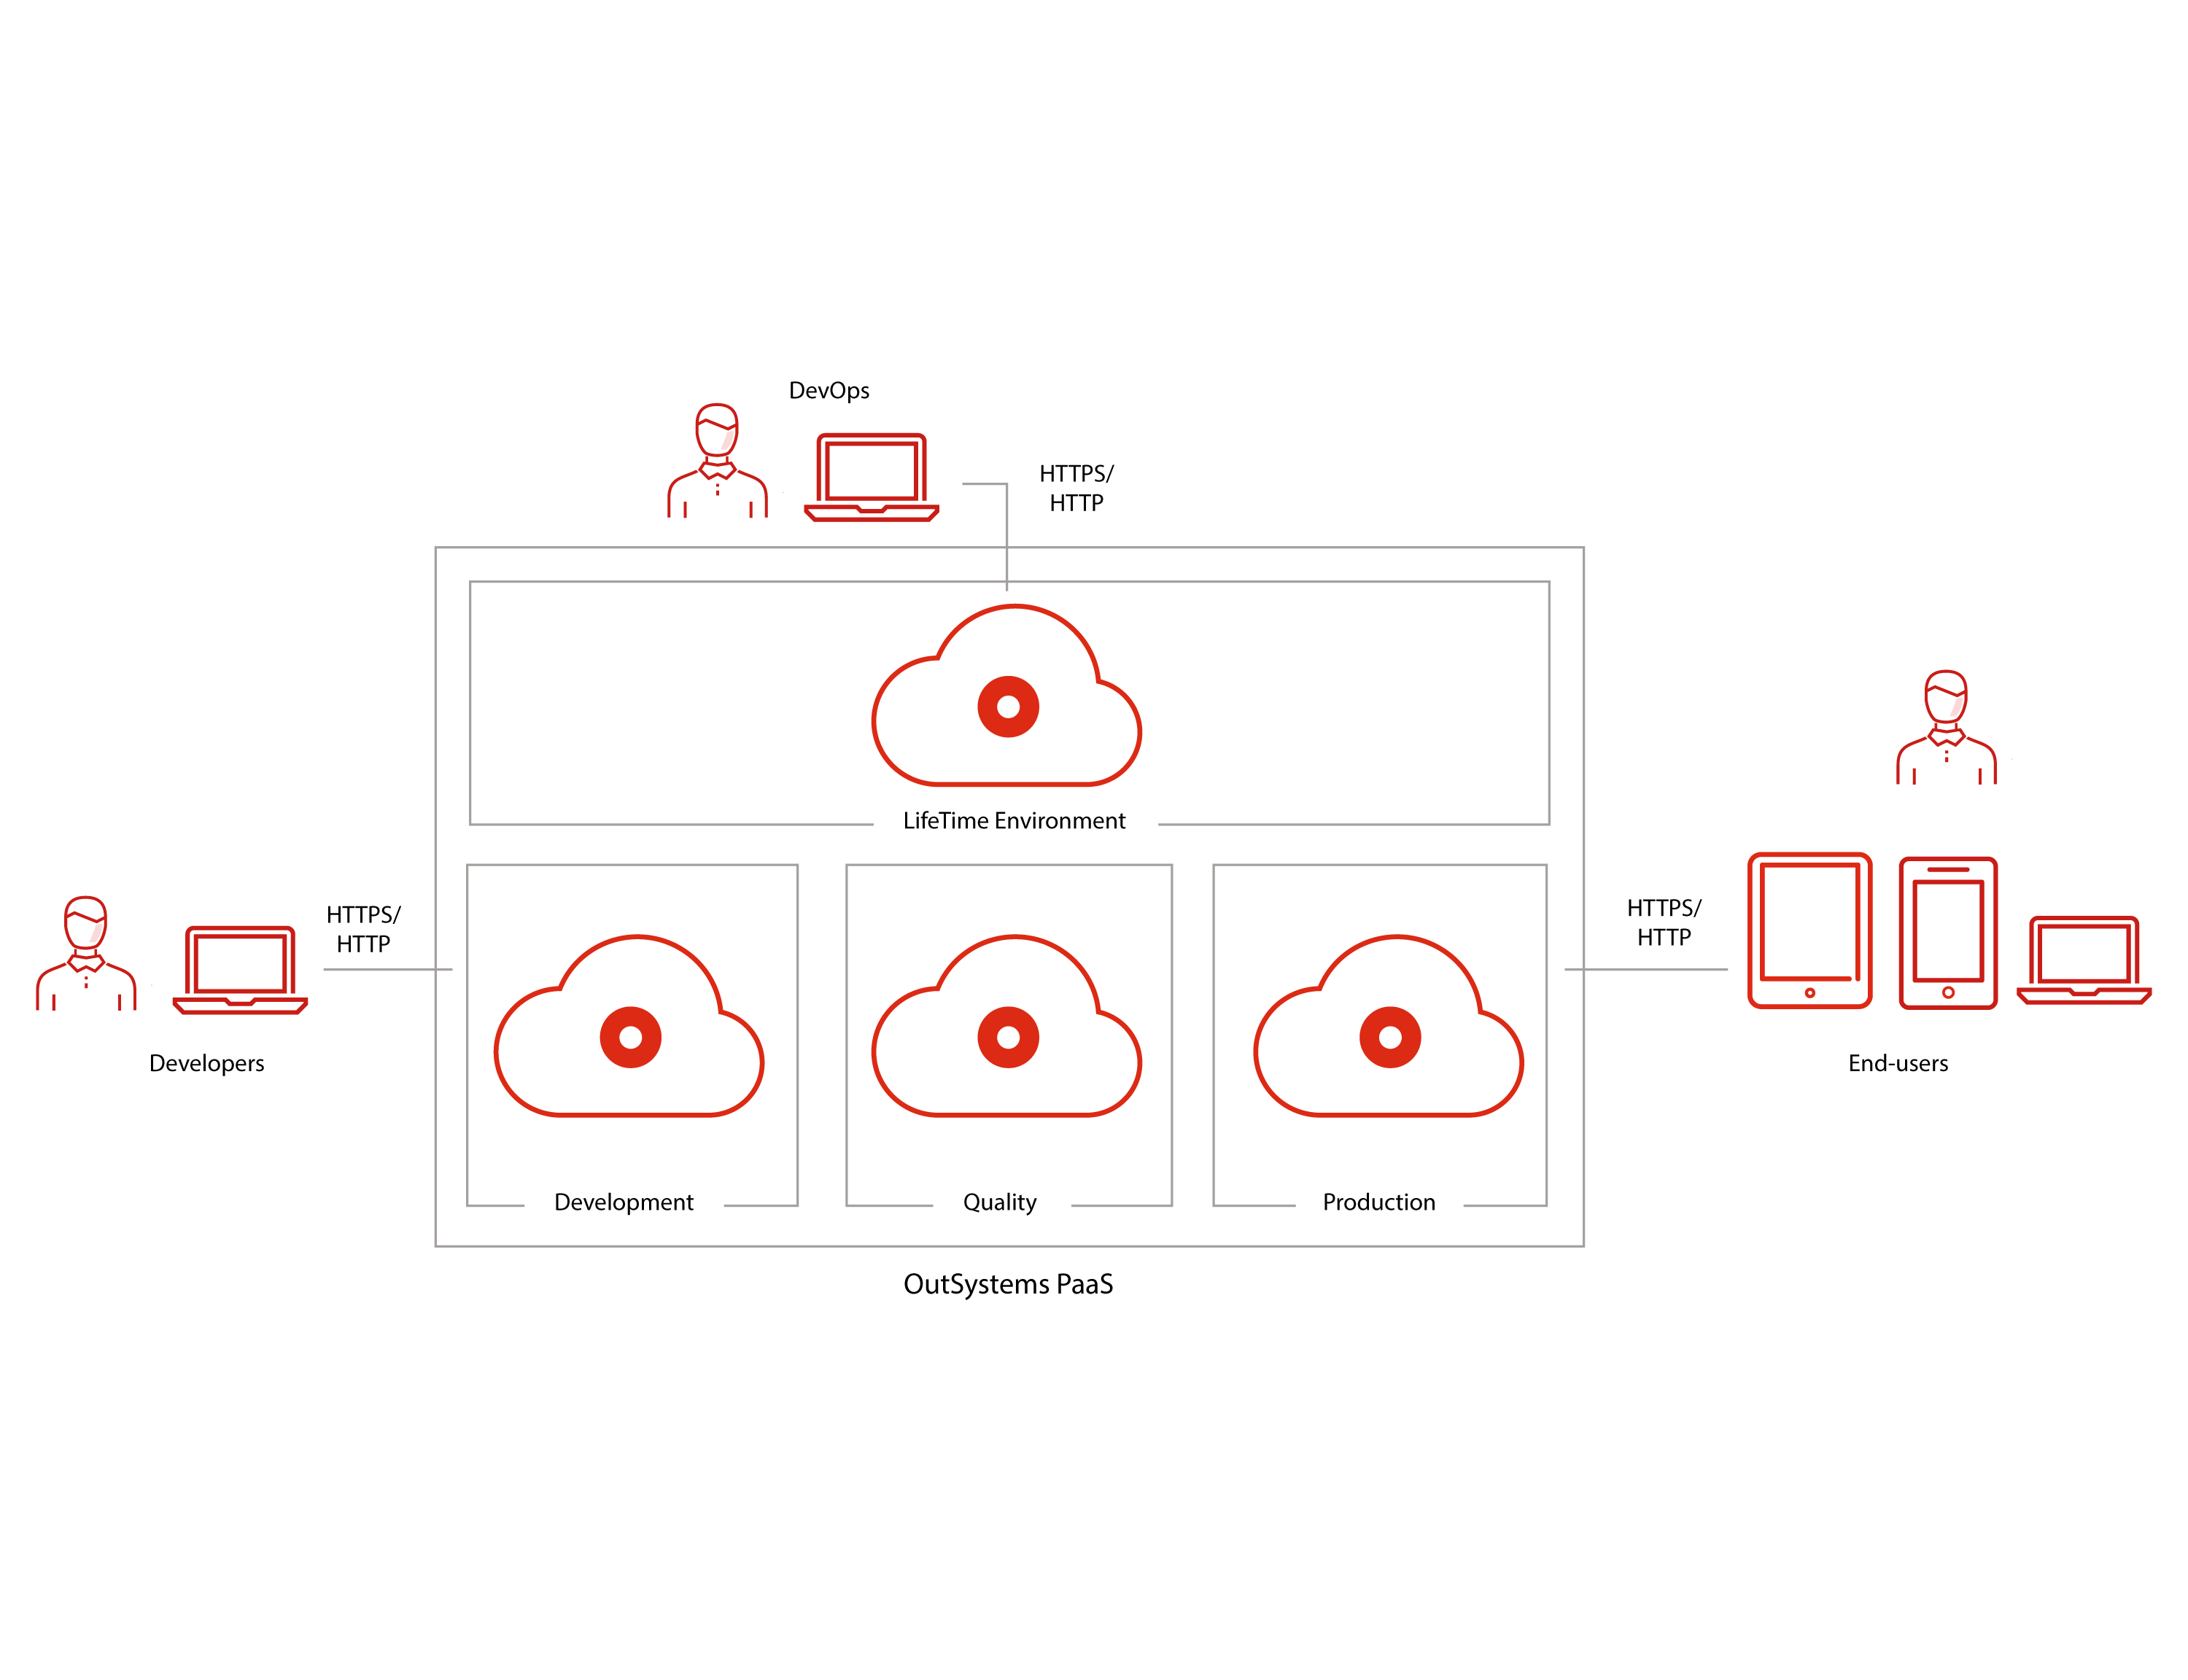 DevOps
HTTPS/
HTTP
LifeTime Environment
HTTPS/
HTTP
Developers
HTTPS/
HTTP
End-users
Development
Quality
Production
OutSystems PaaS